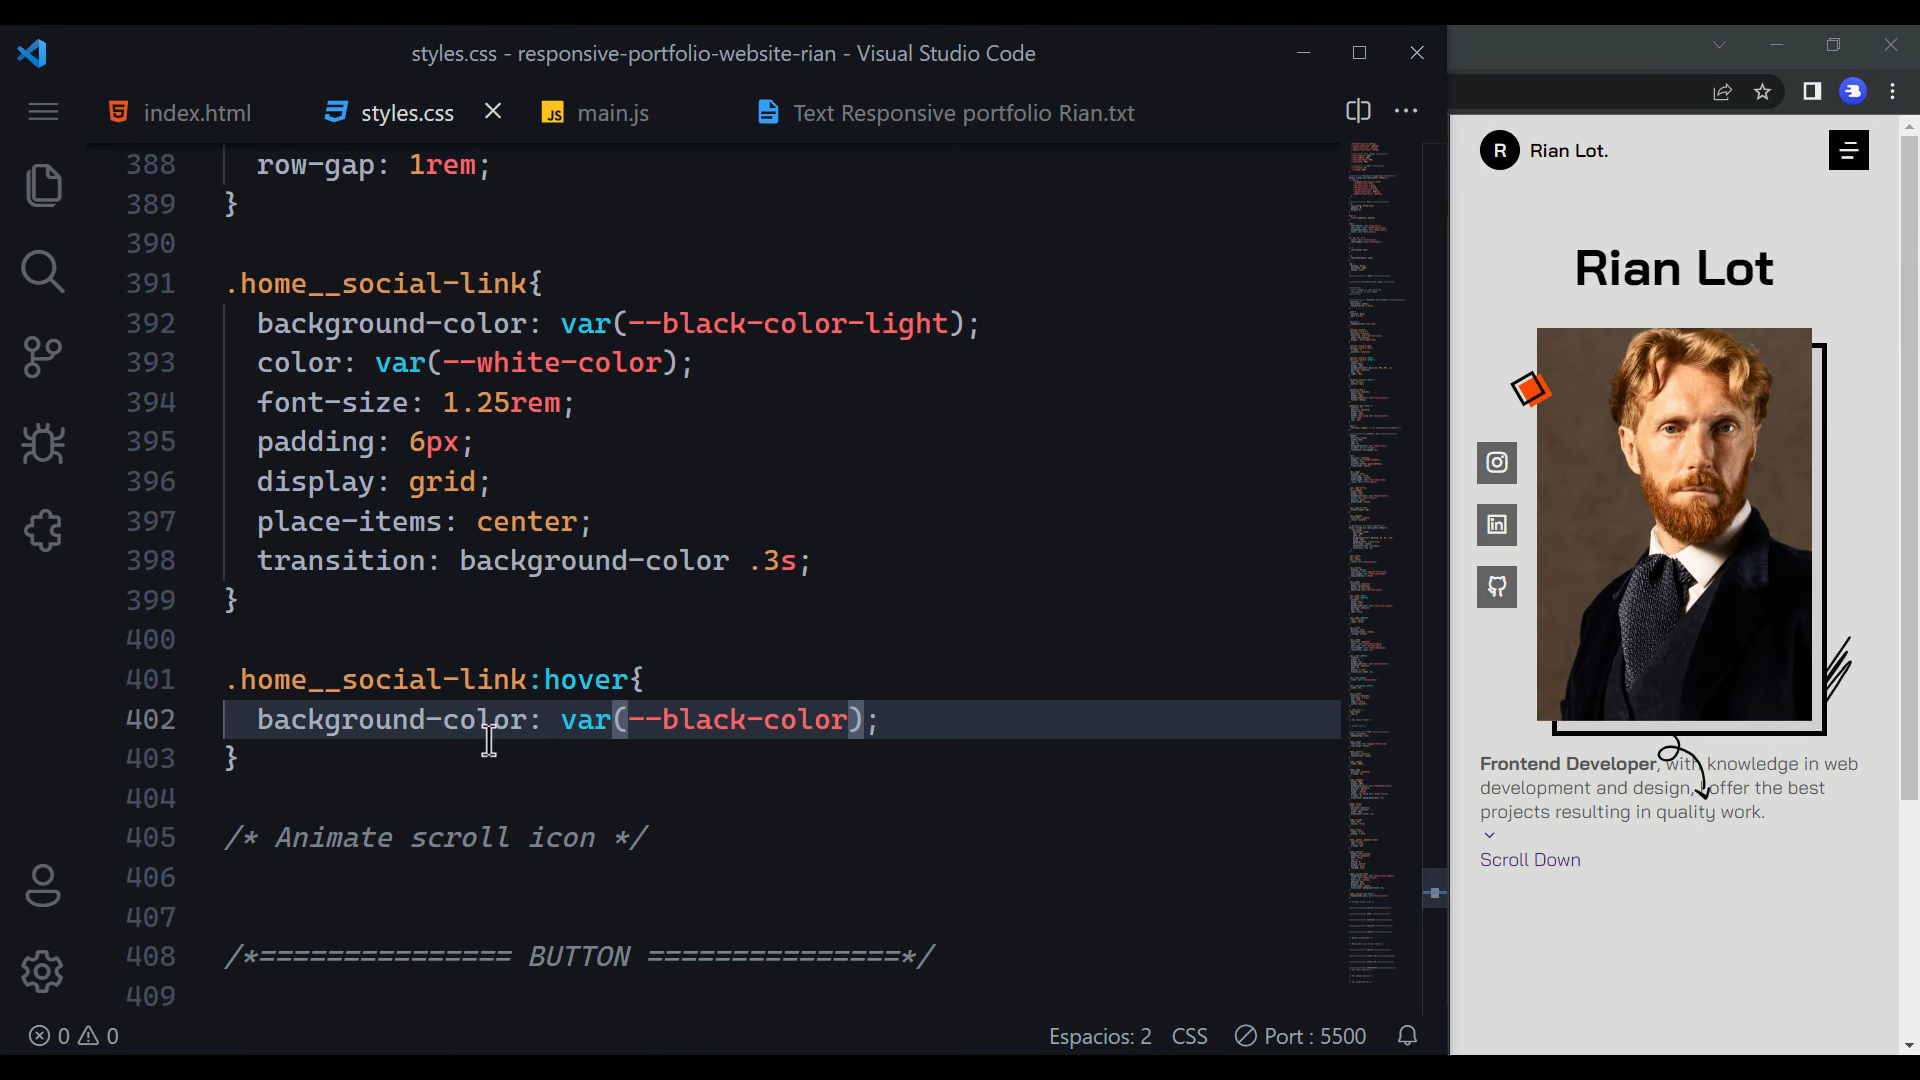 styles.css - responsive-portfolio-website-rian - Visual Studio Code
index.html
styles.css
JS main.js
Text Responsive portfolio Rian.txt
388 row-gap: 1rem;
389 }
390
391 .home__social-link{
392 background-color: var(--black-color-light);
393 color: var(--white-color);
394 font-size: 1.25rem;
395 padding: 6px;
396 display: grid;
397 place-items: center;
398 transition: background-color .3s;
399 }
400
401 .home__social-link:hover{
402 background-color: var(--black-color);
403 }
404
405 /* Animate scroll icon */
406
407
408 /*=============== BUTTON ===============*/
409
0 0
Espacios: 2 CSS Port : 5500
R Rian Lot.
Rian Lot
Frontend Developer, with knowledge in web
development and design, I offer the best
projects resulting in quality work.
Scroll Down